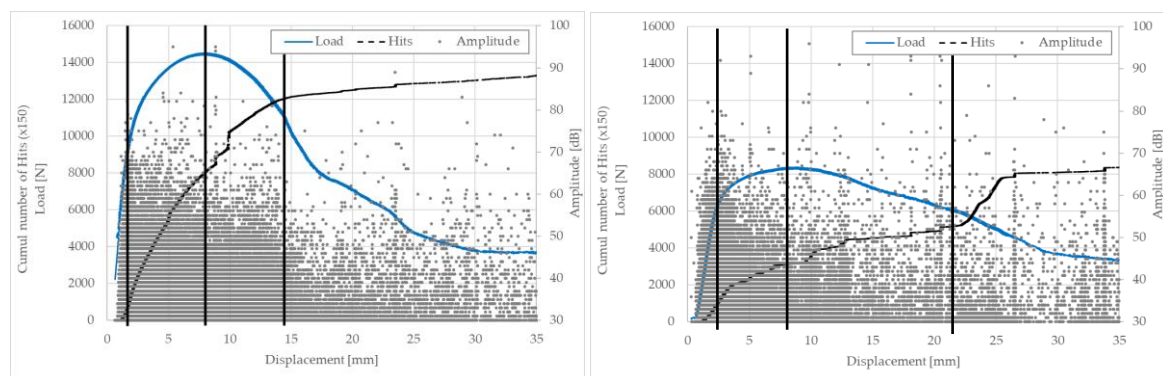 16000
14000
12000
10000
8000
6000
4000
2000
0
Cumul number of Hits (x150)
Load [N]
Load Hits Amplitude
100
90
80
70
60
50
40
30
Amplitude [dB]
0 5 10 15 20 25 30 35
Displacement [mm]
16000
14000
12000
10000
8000
6000
4000
2000
0
Cumul number of Hits (x150)
Load [N]
Load Hits Amplitude
100
90
80
70
60
50
40
30
Amplitude [dB]
0 5 10 15 20 25 30 35
Displacement [mm]